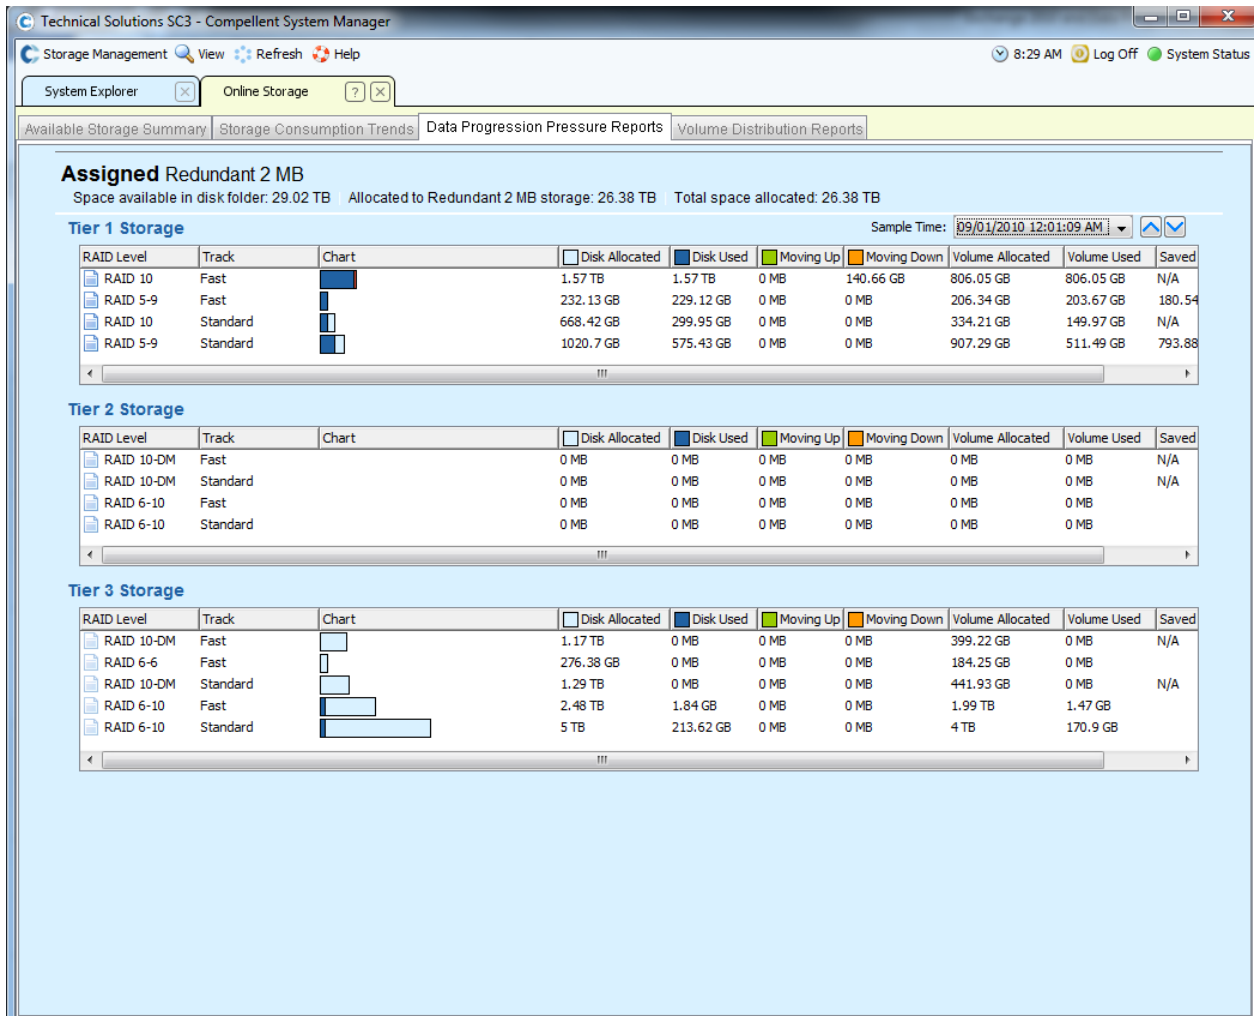 Technical Solutions SC3 - Compellent System Manager
Storage Management View Refresh Help 8:29 AM Log Off System Status
System Explorer Online Storage ?
Available Storage Summary Storage Consumption Trends Data Progression Pressure Reports Volume Distribution Reports
Assigned Redundant 2 MB
Space available in disk folder: 29.02 TB Allocated to Redundant 2 MB storage: 26.38 TB Total space allocated: 26.38 TB
Tier 1 Storage Sample Time: 09/01/2010 12:01:09 AM
RAID Level Track Chart Disk Allocated Disk Used Moving Up Moving Down Volume Allocated Volume Used Saved
RAID 10 Fast 1.57 TB 1.57 TB 0 MB 140.66 GB 806.05 GB 806.05 GB N/A
RAID 5-9 Fast 232.13 GB 229.12 GB 0 MB 0 MB 206.34 GB 203.67 GB 180.54
RAID 10 Standard 668.42 GB 299.95 GB 0 MB 0 MB 334.21 GB 149.97 GB N/A
RAID 5-9 Standard 1020.7 GB 575.43 GB 0 MB 0 MB 907.29 GB 511.49 GB 793.88
Tier 2 Storage
RAID Level Track Chart Disk Allocated Disk Used Moving Up Moving Down Volume Allocated Volume Used Saved
RAID 10-DM Fast 0 MB 0 MB 0 MB 0 MB 0 MB 0 MB N/A
RAID 10-DM Standard 0 MB 0 MB 0 MB 0 MB 0 MB 0 MB N/A
RAID 6-10 Fast 0 MB 0 MB 0 MB 0 MB 0 MB 0 MB
RAID 6-10 Standard 0 MB 0 MB 0 MB 0 MB 0 MB 0 MB
Tier 3 Storage
RAID Level Track Chart Disk Allocated Disk Used Moving Up Moving Down Volume Allocated Volume Used Saved
RAID 10-DM Fast 1.17 TB 0 MB 0 MB 0 MB 399.22 GB 0 MB N/A
RAID 6-6 Fast 276.38 GB 0 MB 0 MB 0 MB 184.25 GB 0 MB
RAID 10-DM Standard 1.29 TB 0 MB 0 MB 0 MB 441.93 GB 0 MB N/A
RAID 6-10 Fast 2.48 TB 1.84 GB 0 MB 0 MB 1.99 TB 1.47 GB
RAID 6-10 Standard 5 TB 213.62 GB 0 MB 0 MB 4 TB 170.9 GB